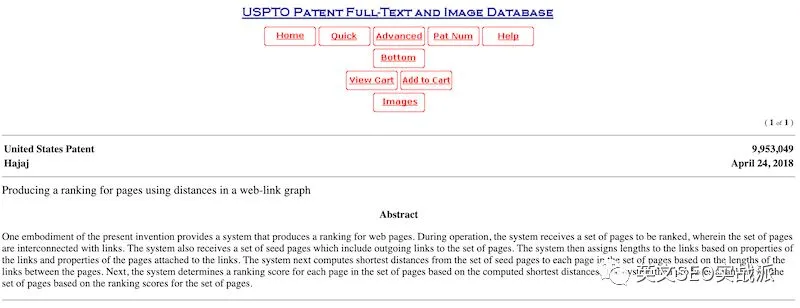 USPTO PATENT FULL-TEXT AND IMAGE DATABASE
Home Quick Advanced Pat Num Help
Bottom
View Cart Add to Cart
Images
( 1 of 1 )
United States Patent 9,953,049
Hajaj April 24, 2018
Producing a ranking for pages using distances in a web-link graph
Abstract
One embodiment of the present invention provides a system that produces a ranking for web pages. During operation, the system receives a set of pages to be ranked, wherein the set of pages
are interconnected with links. The system also receives a set of seed pages which include outgoing links to the set of pages. The system then assigns lengths to the links based on properties of
the links and properties of the pages attached to the links. The system next computes shortest distances from the set of seed pages to each page in the set of pages based on the lengths of the
links between the pages. Next, the system determines a ranking score for each page in the set of pages based on the computed shortest distances. the
set of pages based on the ranking scores for the set of pages.
英文SEO实战派